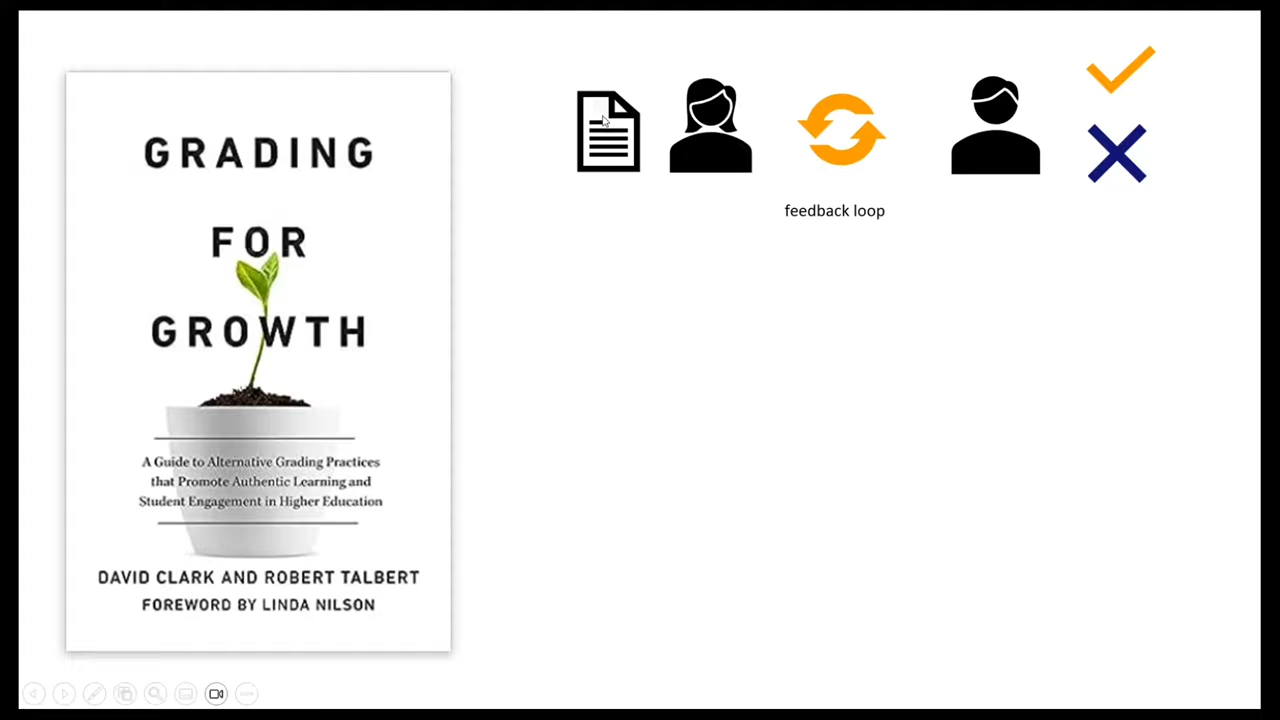 GRADING
FOR
GROWTH
A Guide to Alternative Grading Practices
that Promote Authentic Learning and
Student Engagement in Higher Education
DAVID CLARK AND ROBERT TALBERT
FOREWORD BY LINDA NILSON
feedback loop